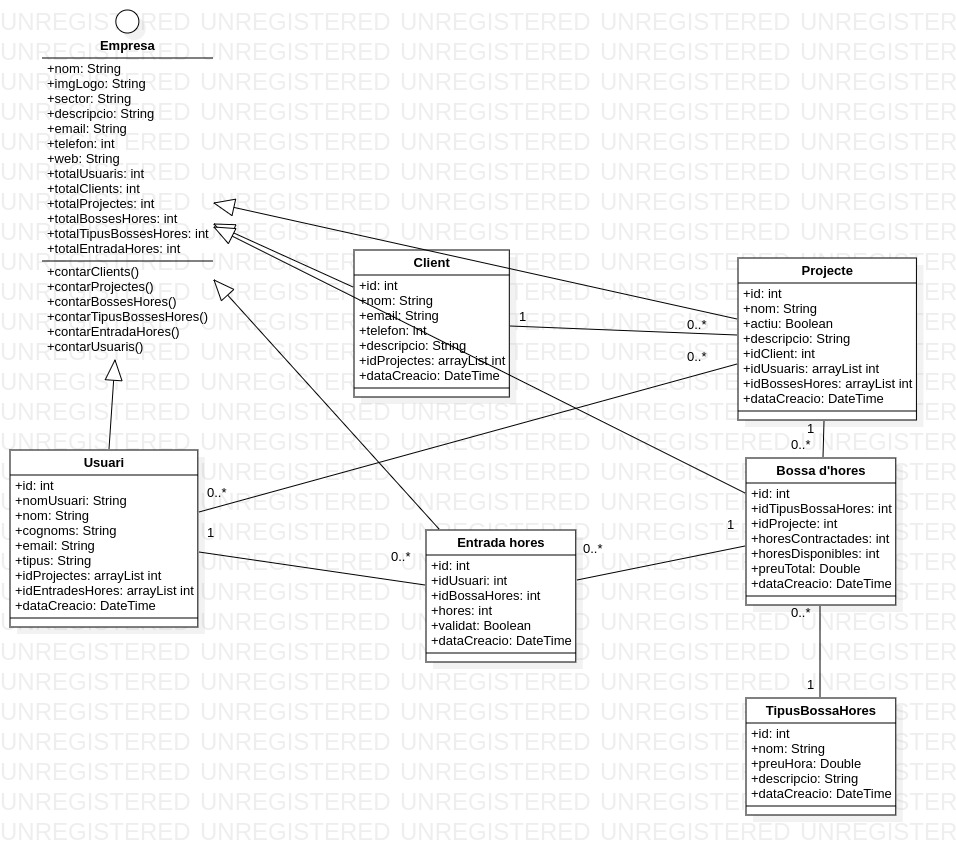 Empresa
+nom: String
+imgLogo: String
+sector: String
+descripcio: String
+email: String
+telefon: int
+web: String
+totalUsuaris: int
+totalClients: int
+totalProjectes: int
+totalBossesHores: int
+totalTipusBossesHores: int
+totalEntradaHores: int
+contarClients()
+contarProjectes()
+contarBossesHores()
+contarTipusBossesHores()
+contarEntradaHores()
+contarUsuaris()
Client
+id: int
+nom: String
+email: String
+telefon: int
+descripcio: String
+idProjectes: arrayList int
+dataCreacio: DateTime
1
0..*
0..*
Projecte
+id: int
+nom: String
+actiu: Boolean
+descripcio: String
+idClient: int
+idUsuaris: arrayList int
+idBossesHores: arrayList int
+dataCreacio: DateTime
1
0..*
Usuari
+id: int
+nomUsuari: String
+nom: String
+cognoms: String
+email: String
+tipus: String
+idProjectes: arrayList int
+idEntradesHores: arrayList int
+dataCreacio: DateTime
0..*
1
0..*
Entrada hores
+id: int
+idUsuari: int
+idBossaHores: int
+hores: int
+validat: Boolean
+dataCreacio: DateTime
0..*
1
Bossa d'hores
+id: int
+idTipusBossaHores: int
+idProjecte: int
+horesContractades: int
+horesDisponibles: int
+preuTotal: Double
+dataCreacio: DateTime
0..*
1
TipusBossaHores
+id: int
+nom: String
+preuHora: Double
+descripcio: String
+dataCreacio: DateTime
UNREGISTERED